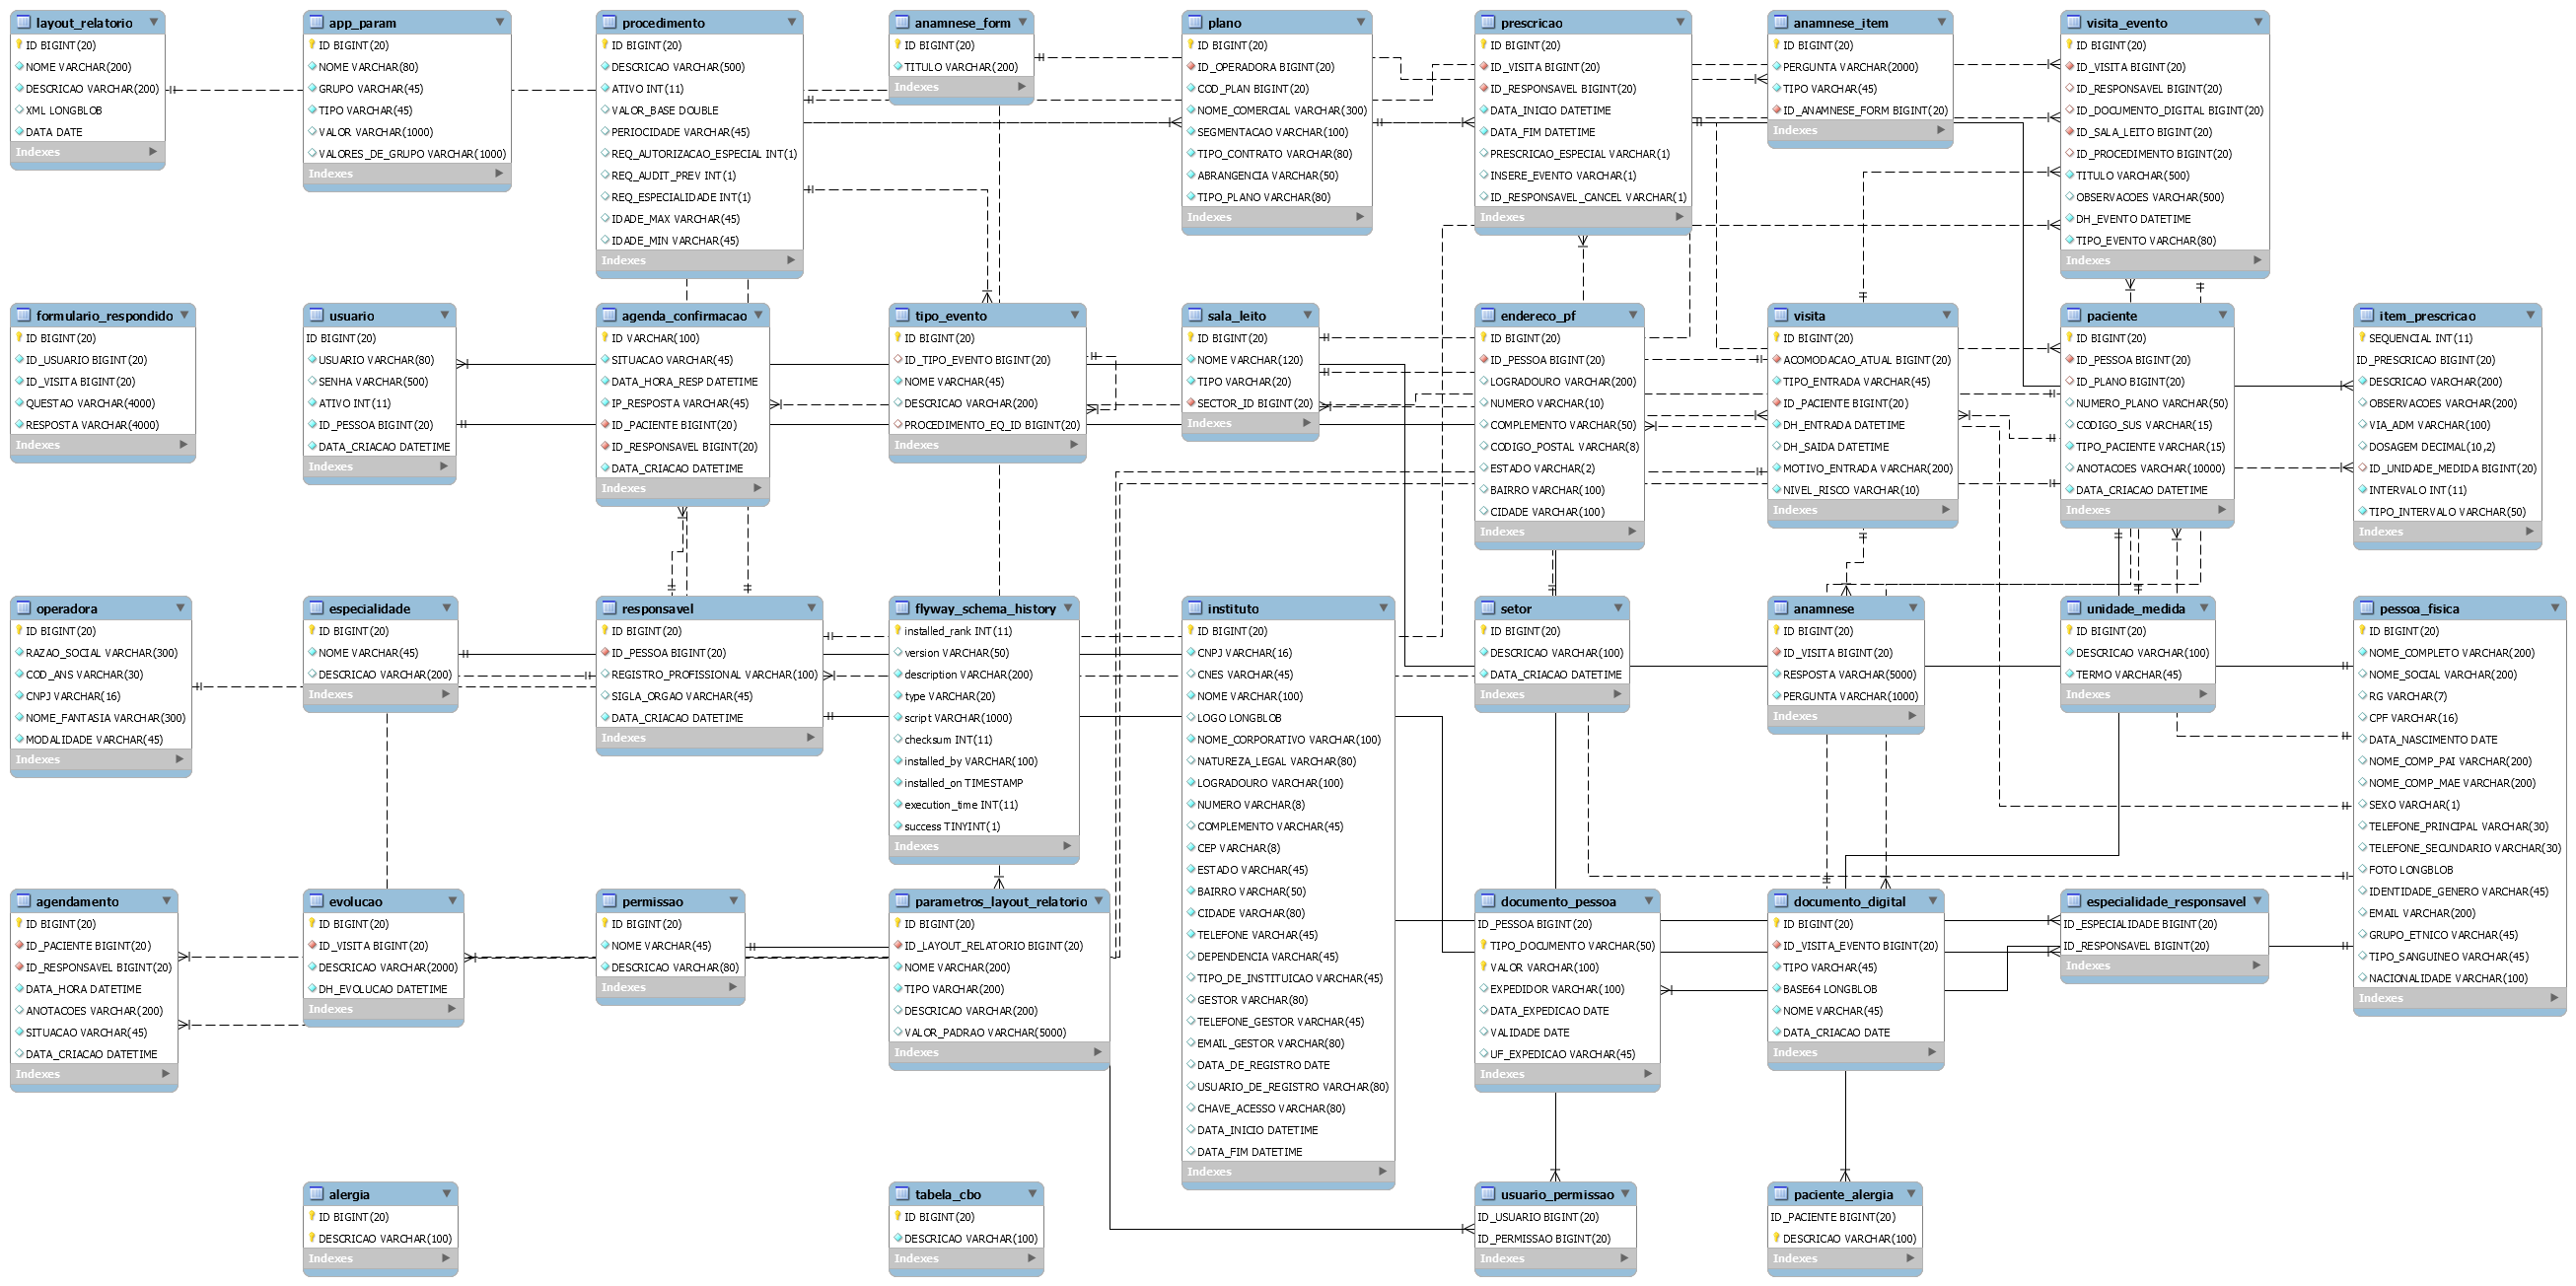 layout_relatorio
ID BIGINT(20)
NOME VARCHAR(200)
DESCRICAO VARCHAR(200)
XML LONGBLOB
DATA DATE
Indexes
app_param
ID BIGINT(20)
NOME VARCHAR(80)
GRUPO VARCHAR(45)
TIPO VARCHAR(45)
VALOR VARCHAR(1000)
VALORES_DE_GRUPO VARCHAR(1000)
Indexes
procedimento
ID BIGINT(20)
DESCRICAO VARCHAR(500)
ATIVO INT(11)
VALOR_BASE DOUBLE
PERIOCIDADE VARCHAR(45)
REQ_AUTORIZACAO_ESPECIAL INT(1)
REQ_AUDIT_PREV INT(1)
REQ_ESPECIALIDADE INT(1)
IDADE_MAX VARCHAR(45)
IDADE_MIN VARCHAR(45)
Indexes
anamnese_form
ID BIGINT(20)
TITULO VARCHAR(200)
Indexes
plano
ID BIGINT(20)
ID_OPERADORA BIGINT(20)
COD_PLAN BIGINT(20)
NOME_COMERCIAL VARCHAR(300)
SEGMENTACAO VARCHAR(100)
TIPO_CONTRATO VARCHAR(80)
ABRANGENCIA VARCHAR(50)
TIPO_PLANO VARCHAR(80)
Indexes
prescricao
ID BIGINT(20)
ID_VISITA BIGINT(20)
ID_RESPONSAVEL BIGINT(20)
DATA_INICIO DATETIME
DATA_FIM DATETIME
PRESCRICAO_ESPECIAL VARCHAR(1)
INSERE_EVENTO VARCHAR(1)
ID_RESPONSAVEL_CANCEL VARCHAR(1)
Indexes
anamnese_item
ID BIGINT(20)
PERGUNTA VARCHAR(2000)
TIPO VARCHAR(45)
ID_ANAMNESE_FORM BIGINT(20)
Indexes
visita_evento
ID BIGINT(20)
ID_VISITA BIGINT(20)
ID_RESPONSAVEL BIGINT(20)
ID_DOCUMENTO_DIGITAL BIGINT(20)
ID_SALA_LEITO BIGINT(20)
ID_PROCEDIMENTO BIGINT(20)
TITULO VARCHAR(500)
OBSERVACOES VARCHAR(500)
DH_EVENTO DATETIME
TIPO_EVENTO VARCHAR(80)
Indexes
formulario_respondido
ID BIGINT(20)
ID_USUARIO BIGINT(20)
ID_VISITA BIGINT(20)
QUESTAO VARCHAR(4000)
RESPOSTA VARCHAR(4000)
Indexes
usuario
ID BIGINT(20)
USUARIO VARCHAR(80)
SENHA VARCHAR(500)
ATIVO INT(11)
ID_PESSOA BIGINT(20)
DATA_CRIACAO DATETIME
Indexes
agenda_confirmacao
ID VARCHAR(100)
SITUACAO VARCHAR(45)
DATA_HORA_RESP DATETIME
IP_RESPOSTA VARCHAR(45)
ID_PACIENTE BIGINT(20)
ID_RESPONSAVEL BIGINT(20)
DATA_CRIACAO DATETIME
Indexes
tipo_evento
ID BIGINT(20)
ID_TIPO_EVENTO BIGINT(20)
NOME VARCHAR(45)
DESCRICAO VARCHAR(200)
PROCEDIMENTO_EQ_ID BIGINT(20)
Indexes
sala_leito
ID BIGINT(20)
NOME VARCHAR(120)
TIPO VARCHAR(20)
SECTOR_ID BIGINT(20)
Indexes
endereco_pf
ID BIGINT(20)
ID_PESSOA BIGINT(20)
LOGRADOURO VARCHAR(200)
NUMERO VARCHAR(10)
COMPLEMENTO VARCHAR(50)
CODIGO_POSTAL VARCHAR(8)
ESTADO VARCHAR(2)
BAIRRO VARCHAR(100)
CIDADE VARCHAR(100)
Indexes
visita
ID BIGINT(20)
ACOMODACAO_ATUAL BIGINT(20)
TIPO_ENTRADA VARCHAR(45)
ID_PACIENTE BIGINT(20)
DH_ENTRADA DATETIME
DH_SAIDA DATETIME
MOTIVO_ENTRADA VARCHAR(200)
NIVEL_RISCO VARCHAR(10)
Indexes
paciente
ID BIGINT(20)
ID_PESSOA BIGINT(20)
ID_PLANO BIGINT(20)
NUMERO_PLANO VARCHAR(50)
CODIGO_SUS VARCHAR(15)
TIPO_PACIENTE VARCHAR(15)
ANOTACOES VARCHAR(10000)
DATA_CRIACAO DATETIME
Indexes
item_prescricao
SEQUENCIAL INT(11)
ID_PRESCRICAO BIGINT(20)
DESCRICAO VARCHAR(200)
OBSERVACOES VARCHAR(200)
VIA_ADM VARCHAR(100)
DOSAGEM DECIMAL(10,2)
ID_UNIDADE_MEDIDA BIGINT(20)
INTERVALO INT(11)
TIPO_INTERVALO VARCHAR(50)
Indexes
operadora
ID BIGINT(20)
RAZAO_SOCIAL VARCHAR(300)
COD_ANS VARCHAR(30)
CNPJ VARCHAR(16)
NOME_FANTASIA VARCHAR(300)
MODALIDADE VARCHAR(45)
Indexes
especialidade
ID BIGINT(20)
NOME VARCHAR(45)
DESCRICAO VARCHAR(200)
Indexes
responsavel
ID BIGINT(20)
ID_PESSOA BIGINT(20)
REGISTRO_PROFISSIONAL VARCHAR(100)
SIGLA_ORGAO VARCHAR(45)
DATA_CRIACAO DATETIME
Indexes
flyway_schema_history
installed_rank INT(11)
version VARCHAR(50)
description VARCHAR(200)
type VARCHAR(20)
script VARCHAR(1000)
checksum INT(11)
installed_by VARCHAR(100)
installed_on TIMESTAMP
execution_time INT(11)
success TINYINT(1)
Indexes
instituto
ID BIGINT(20)
CNPJ VARCHAR(16)
CNES VARCHAR(45)
NOME VARCHAR(100)
LOGO LONGBLOB
NOME_CORPORATIVO VARCHAR(100)
NATUREZA_LEGAL VARCHAR(80)
LOGRADOURO VARCHAR(100)
NUMERO VARCHAR(8)
COMPLEMENTO VARCHAR(45)
CEP VARCHAR(8)
ESTADO VARCHAR(45)
BAIRRO VARCHAR(50)
CIDADE VARCHAR(80)
TELEFONE VARCHAR(45)
DEPENDENCIA VARCHAR(45)
TIPO_DE_INSTITUICAO VARCHAR(45)
GESTOR VARCHAR(80)
TELEFONE_GESTOR VARCHAR(45)
EMAIL_GESTOR VARCHAR(80)
DATA_DE_REGISTRO DATE
USUARIO_DE_REGISTRO VARCHAR(80)
CHAVE_ACESSO VARCHAR(80)
DATA_INICIO DATETIME
DATA_FIM DATETIME
Indexes
setor
ID BIGINT(20)
DESCRICAO VARCHAR(100)
DATA_CRIACAO DATETIME
Indexes
anamnese
ID BIGINT(20)
ID_VISITA BIGINT(20)
RESPOSTA VARCHAR(5000)
PERGUNTA VARCHAR(1000)
Indexes
unidade_medida
ID BIGINT(20)
DESCRICAO VARCHAR(100)
TERMO VARCHAR(45)
Indexes
pessoa_fisica
ID BIGINT(20)
NOME_COMPLETO VARCHAR(200)
NOME_SOCIAL VARCHAR(200)
RG VARCHAR(7)
CPF VARCHAR(16)
DATA_NASCIMENTO DATE
NOME_COMP_PAI VARCHAR(200)
NOME_COMP_MAE VARCHAR(200)
SEXO VARCHAR(1)
TELEFONE_PRINCIPAL VARCHAR(30)
TELEFONE_SECUNDARIO VARCHAR(30)
FOTO LONGBLOB
IDENTIDADE_GENERO VARCHAR(45)
EMAIL VARCHAR(200)
GRUPO_ETNICO VARCHAR(45)
TIPO_SANGUINEO VARCHAR(45)
NACIONALIDADE VARCHAR(100)
Indexes
agendamento
ID BIGINT(20)
ID_PACIENTE BIGINT(20)
ID_RESPONSAVEL BIGINT(20)
DATA_HORA DATETIME
ANOTACOES VARCHAR(200)
SITUACAO VARCHAR(45)
DATA_CRIACAO DATETIME
Indexes
evolucao
ID BIGINT(20)
ID_VISITA BIGINT(20)
DESCRICAO VARCHAR(2000)
DH_EVOLUCAO DATETIME
Indexes
permissao
ID BIGINT(20)
NOME VARCHAR(45)
DESCRICAO VARCHAR(80)
Indexes
parametros_layout_relatorio
ID BIGINT(20)
ID_LAYOUT_RELATORIO BIGINT(20)
NOME VARCHAR(200)
TIPO VARCHAR(200)
DESCRICAO VARCHAR(200)
VALOR_PADRAO VARCHAR(5000)
Indexes
documento_pessoa
ID_PESSOA BIGINT(20)
TIPO_DOCUMENTO VARCHAR(50)
VALOR VARCHAR(100)
EXPEDIDOR VARCHAR(100)
DATA_EXPEDICAO DATE
VALIDADE DATE
UF_EXPEDICAO VARCHAR(45)
Indexes
documento_digital
ID BIGINT(20)
ID_VISITA_EVENTO BIGINT(20)
TIPO VARCHAR(45)
BASE64 LONGBLOB
NOME VARCHAR(45)
DATA_CRIACAO DATE
Indexes
especialidade_responsavel
ID_ESPECIALIDADE BIGINT(20)
ID_RESPONSAVEL BIGINT(20)
Indexes
alergia
ID BIGINT(20)
DESCRICAO VARCHAR(100)
Indexes
tabela_cbo
ID BIGINT(20)
DESCRICAO VARCHAR(100)
Indexes
usuario_permissao
ID_USUARIO BIGINT(20)
ID_PERMISSAO BIGINT(20)
Indexes
paciente_alergia
ID_PACIENTE BIGINT(20)
DESCRICAO VARCHAR(100)
Indexes